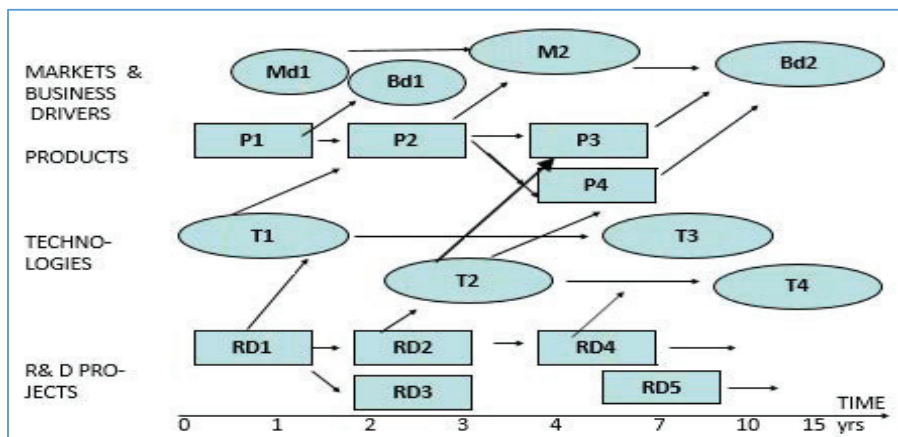 MARKETS &
BUSINESS
DRIVERS
Md1
Bd1
M2
Bd2
PRODUCTS
P1
P2
P3
P4
TECHNO-
LOGIES
T1
T2
T3
T4
R& D PRO-
JECTS
RD1
RD2
RD3
RD4
RD5
TIME
0 1 2 3 4 7 10 15 yrs